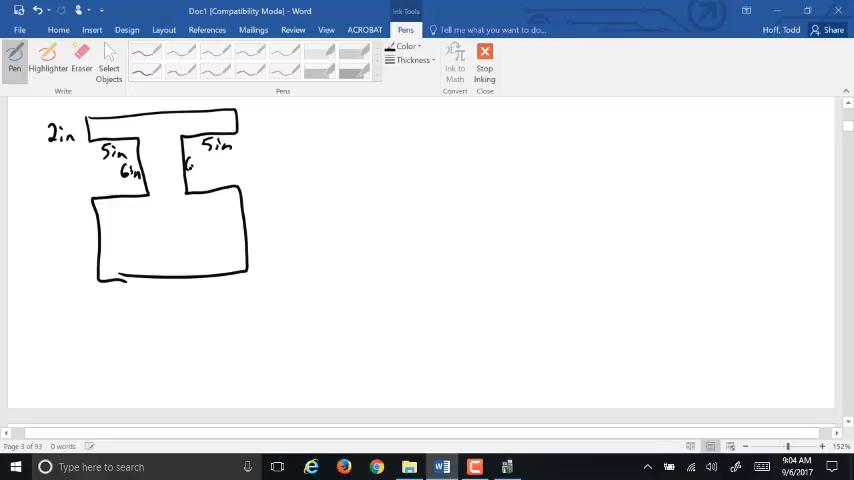 Doc1 [Compatibility Mode] - Word
Ink Tools
Hoff, Todd
Share
File Home Insert Design Layout References Mailings Review View ACROBAT Pens Tell me what you want to do...
Pen
Highlighter
Eraser
Select Objects
Color
Thickness
Ink to Math
Stop Inking
Write
Pens
Convert
Close
2in
5in
5in
6in
6
Page 3 of 93 0 words
152%
Type here to search
9:04 AM
9/6/2017